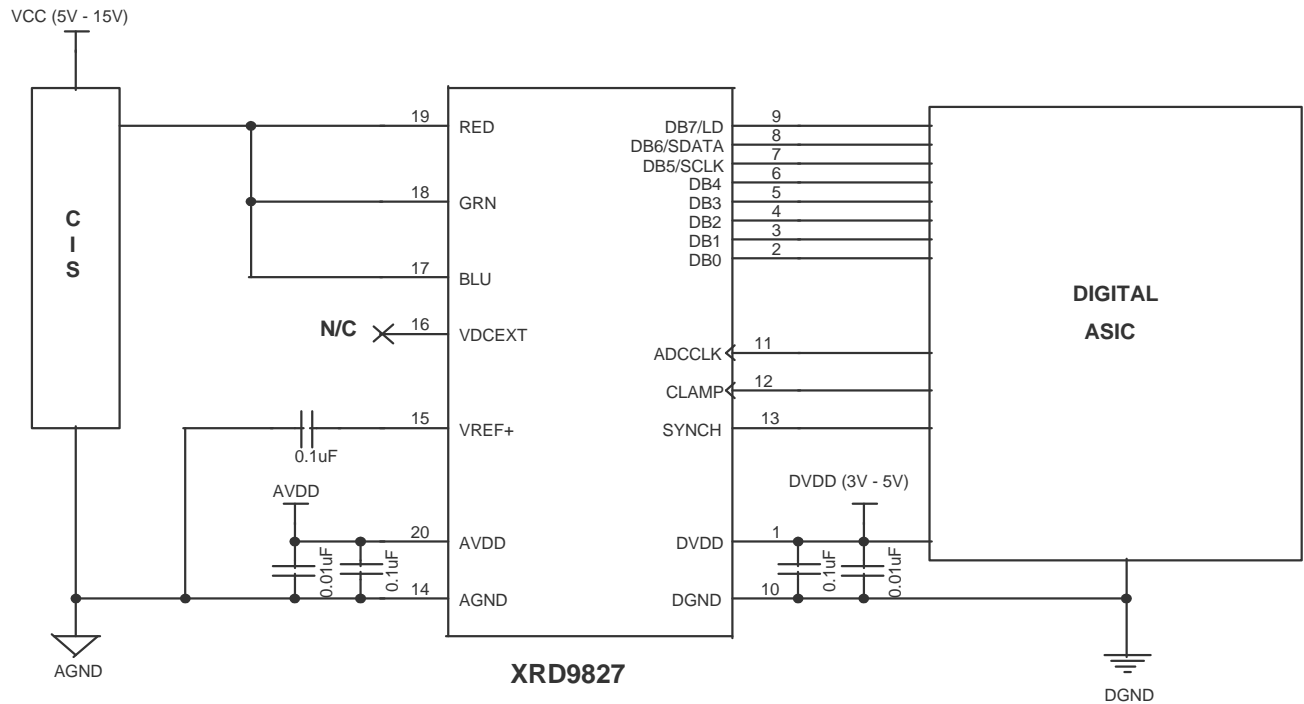 VCC (5V - 15V)
C
I
S
19 RED
18 GRN
17 BLU
N/C 16 VDCEXT
15 VREF+
0.1uF
AVDD
20 AVDD
0.01uF
0.1uF
14 AGND
AGND
DB7/LD 9
DB6/SDATA 8
DB5/SCLK 7
DB4 6
DB3 5
DB2 4
DB1 3
DB0 2
ADCCLK 11
CLAMP 12
SYNCH 13
DVDD (3V - 5V)
DVDD 1
0.1uF
0.01uF
DGND 10
XRD9827
DIGITAL
ASIC
DGND